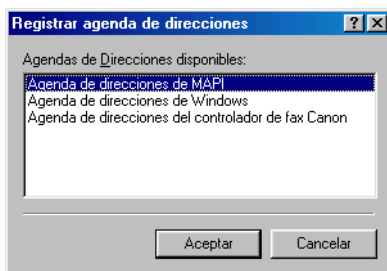 Registrar agenda de direcciones
Agendas de Direcciones disponibles:
Agenda de direcciones de MAPI
Agenda de direcciones de Windows
Agenda de direcciones del controlador de fax Canon
Aceptar
Cancelar